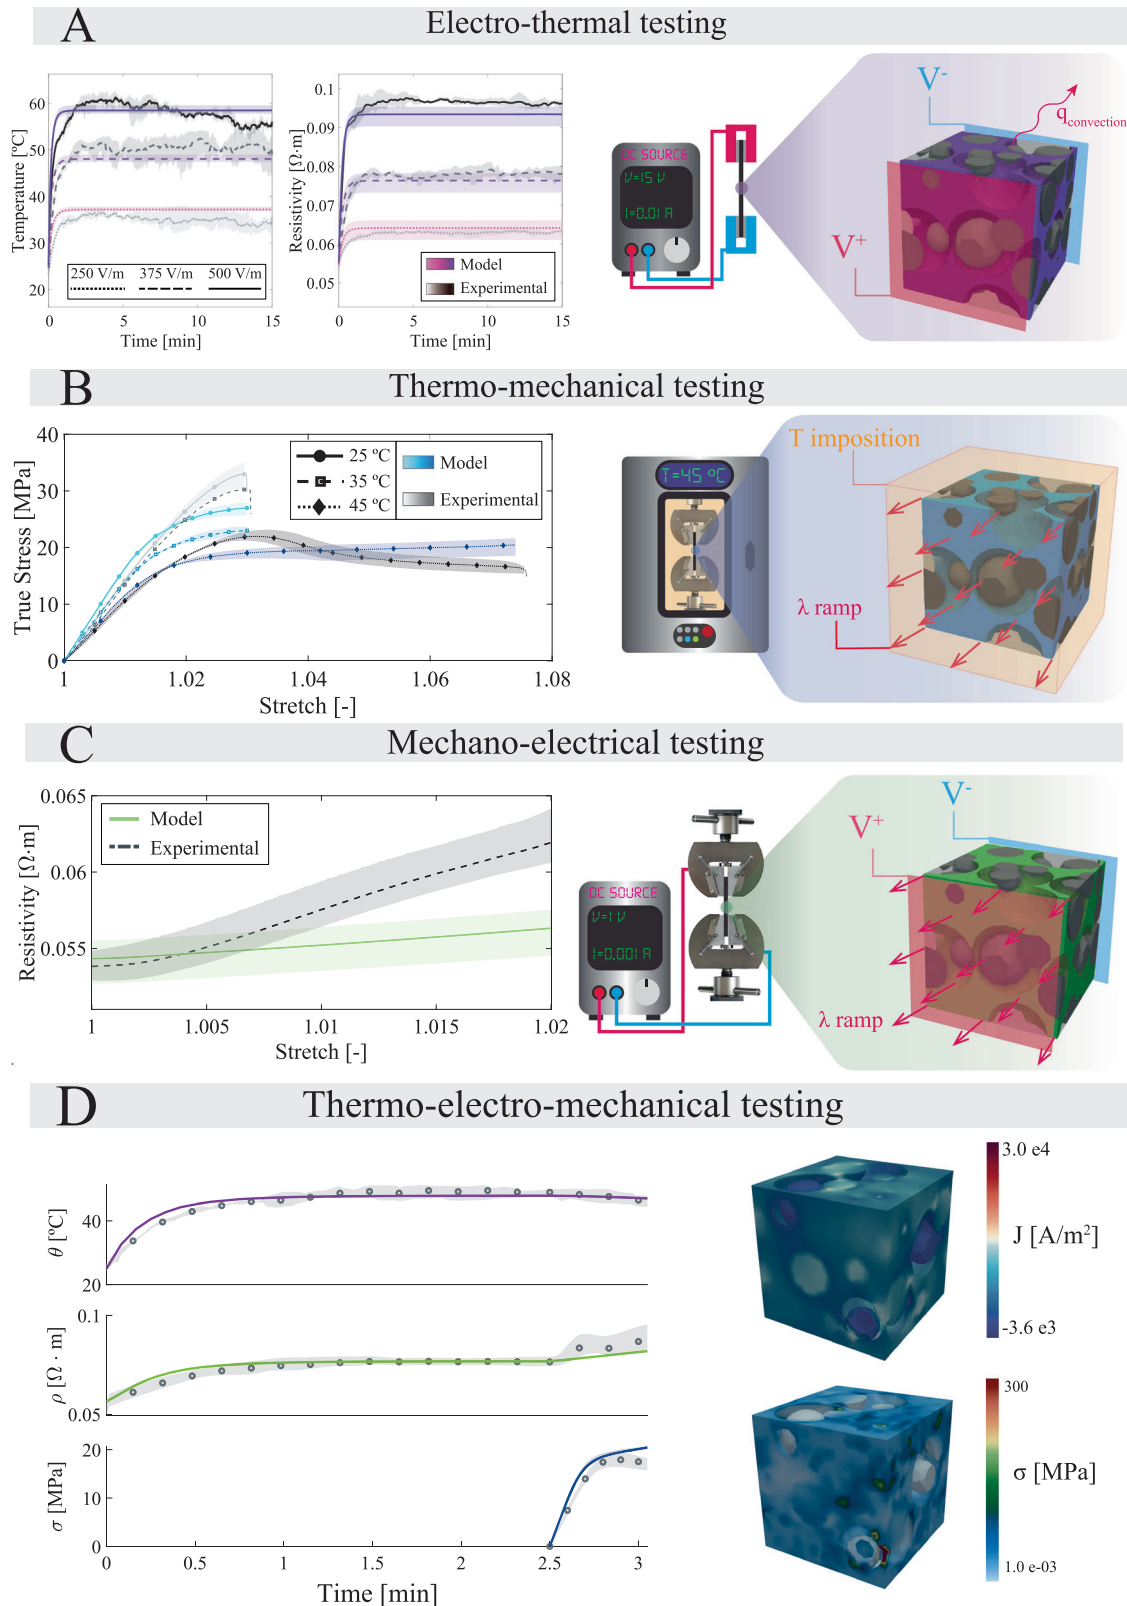 A
Electro-thermal testing
Temperature [ºC]
60
50
40
30
20
0
5
10
15
Time [min]
250 V/m
375 V/m
500 V/m
Resistivity [Ω·m]
0.1
0.09
0.08
0.07
0.06
0.05
0
5
10
15
Time [min]
Model
Experimental
DC SOURCE
V=15 V
I=0.01 A
V-
V+
qconvection
B
Thermo-mechanical testing
True Stress [MPa]
40
30
20
10
0
1
1.02
1.04
1.06
1.08
Stretch [-]
25 ºC
35 ºC
45 ºC
Model
Experimental
T=45 ºC
T imposition
λ ramp
C
Mechano-electrical testing
Resistivity [Ω·m]
0.065
0.06
0.055
1
1.005
1.01
1.015
1.02
Stretch [-]
Model
Experimental
DC SOURCE
V=1 V
I=0.001 A
V-
V+
λ ramp
D
Thermo-electro-mechanical testing
θ [ºC]
40
20
ρ [Ω · m]
0.1
0.05
σ [MPa]
20
10
0
0
0.5
1
1.5
2
2.5
3
Time [min]
3.0 e4
J [A/m²]
-3.6 e3
300
σ [MPa]
1.0 e-03